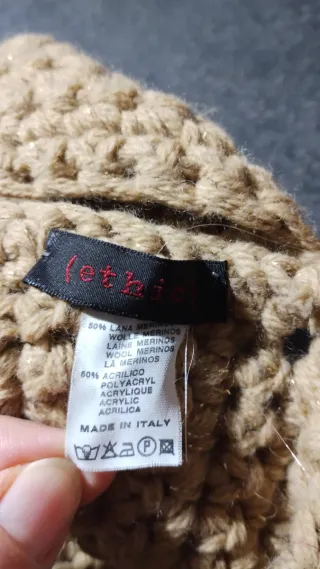 (ethic)
50% LANA MERINOS
WOLLE MERINOS
LAINE MERINOS
WOOL MERINOS
LA MERINOS
50% ACRILICO
POLYACRYL
ACRYLIQUE
ACRYLIC
ACRILICA
MADE IN ITALY
A P